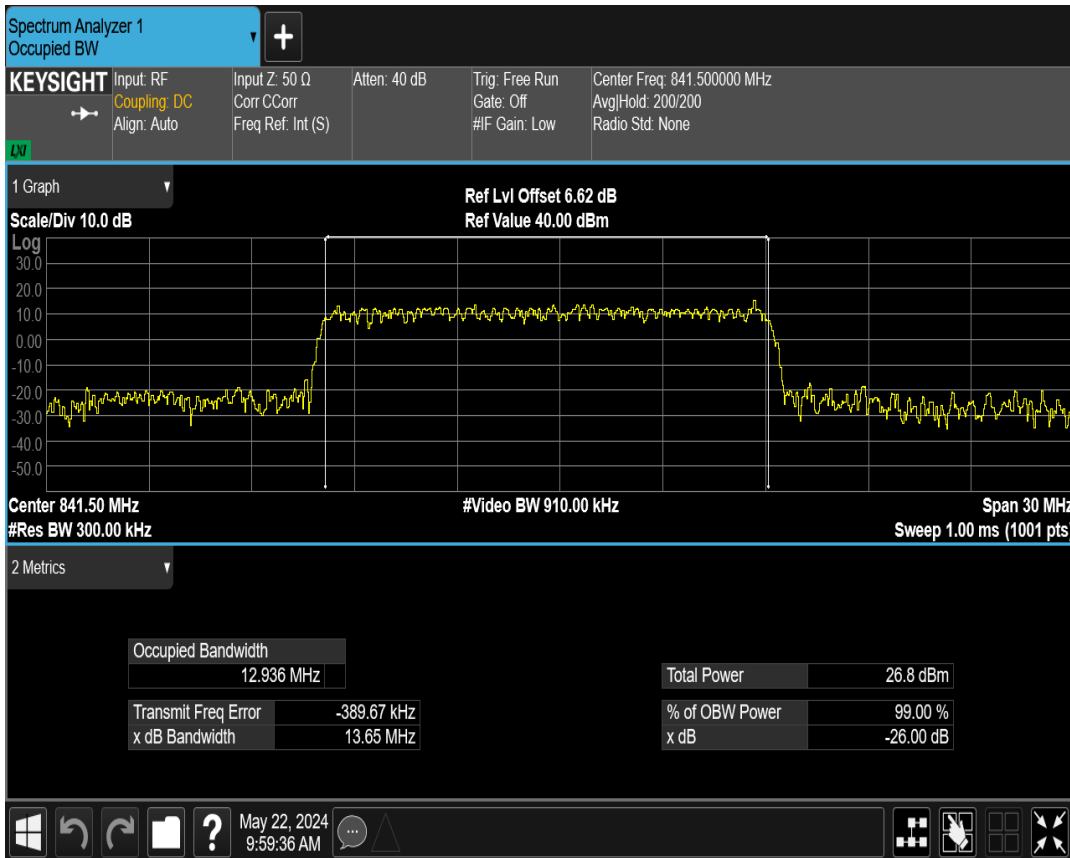 Spectrum Analyzer 1
Occupied BW
KEYSIGHT
Input: RF
Coupling: DC
Align: Auto
Input Z: 50 Ω
Corr CCorr
Freq Ref: Int (S)
Atten: 40 dB
Trig: Free Run
Gate: Off
#IF Gain: Low
Center Freq: 841.500000 MHz
Avg|Hold: 200/200
Radio Std: None
LXI
1 Graph
Scale/Div 10.0 dB
Ref Lvl Offset 6.62 dB
Ref Value 40.00 dBm
Log
30.0
20.0
10.0
0.00
-10.0
-20.0
-30.0
-40.0
-50.0
Center 841.50 MHz
#Video BW 910.00 kHz
Span 30 MHz
#Res BW 300.00 kHz
Sweep 1.00 ms (1001 pts)
2 Metrics
Occupied Bandwidth
12.936 MHz
Total Power 26.8 dBm
Transmit Freq Error -389.67 kHz
% of OBW Power 99.00 %
x dB Bandwidth 13.65 MHz
x dB -26.00 dB
?
May 22, 2024
9:59:36 AM